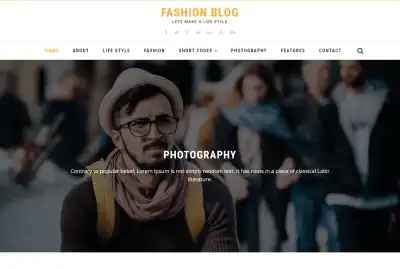 FASHION BLOG
LETS MAKE A LIFE STYLE
HOME ABOUT LIFE STYLE FASHION SHORT CODES PHOTOGRAPHY FEATURES CONTACT
PHOTOGRAPHY
Contrary to popular belief, Lorem Ipsum is not simply random text. It has roots in a piece of classical Latin
literature.